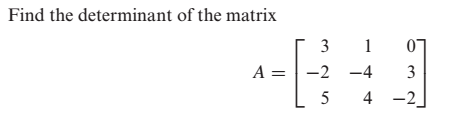 Find the determinant of the matrix
A = [ 3 1 0
-2 -4 3
5 4 -2 ]